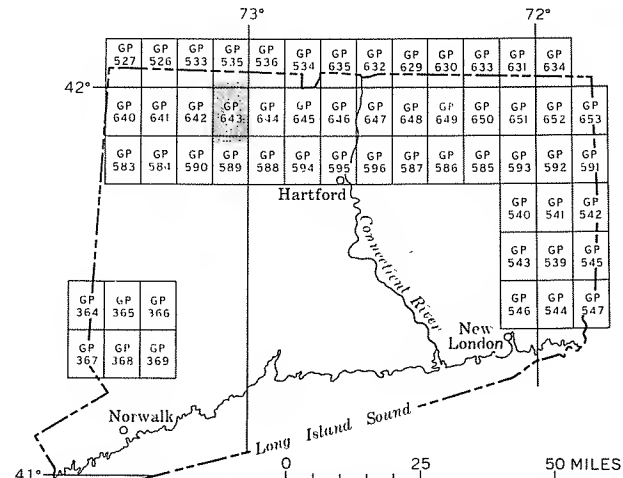 73° 72°
GP GP GP GP GP GP GP GP GP GP GP GP GP
527 526 533 535 536 534 635 632 629 630 633 631 634
42°
GP GP GP GP GP GP GP GP GP GP GP GP GP GP
640 641 642 643 644 645 646 647 648 649 650 651 652 653
GP GP GP GP GP GP GP GP GP GP GP GP GP GP
583 584 590 589 588 594 595 596 587 586 585 593 592 591
Hartford
GP GP GP
540 541 542
Connecticut River
GP GP GP
543 539 545
GP GP GP
364 365 366
GP GP GP
546 544 547
New
London
GP GP GP
367 368 369
Norwalk
Long Island Sound
41°
0 25 50 MILES